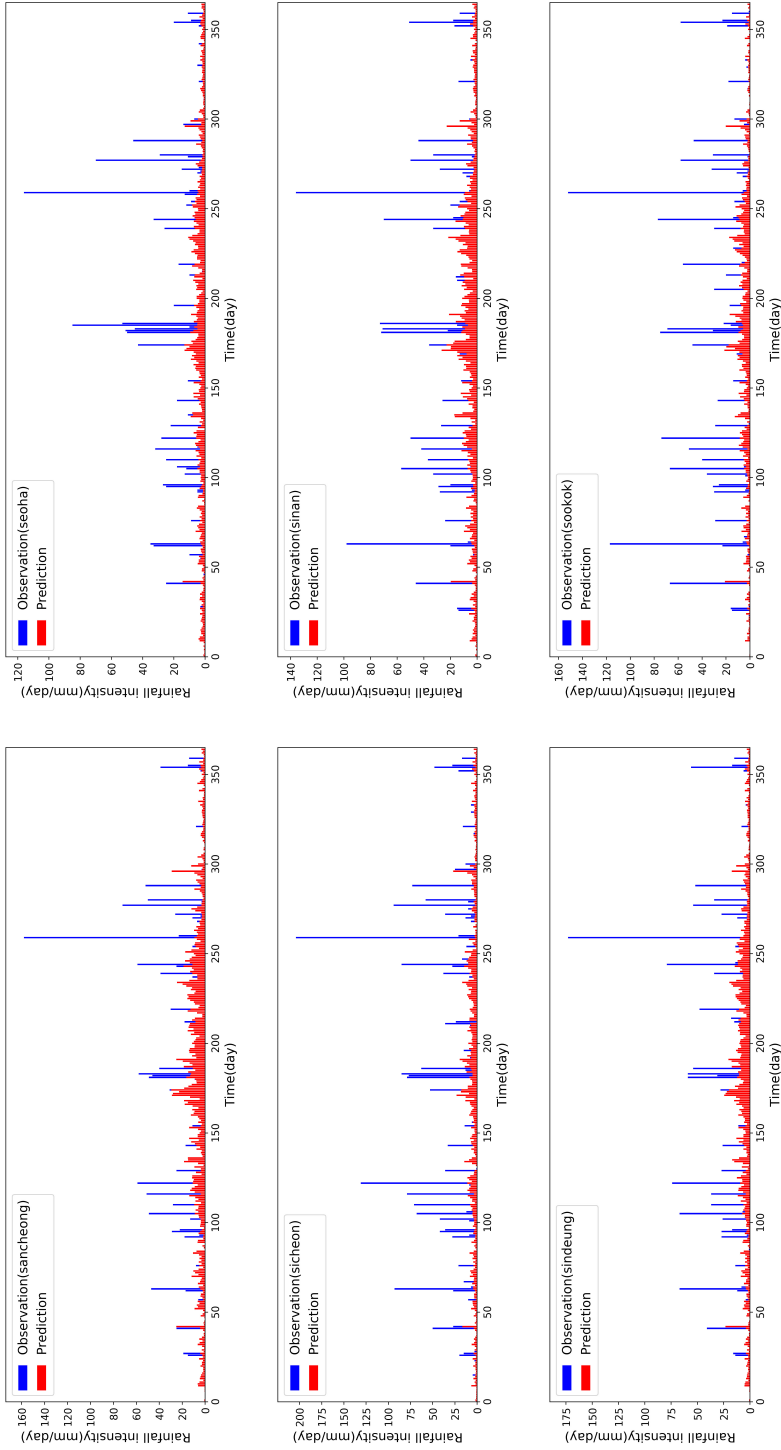 Rainfall intensity(mm/day)
160
140
120
100
80
60
40
20
0
Observation(sancheong)
Prediction
0 50 100 150 200 250 300 350
Time(day)
Rainfall intensity(mm/day)
120
100
80
60
40
20
0
Observation(seoha)
Prediction
0 50 100 150 200 250 300 350
Time(day)
Rainfall intensity(mm/day)
200
175
150
125
100
75
50
25
0
Observation(sicheon)
Prediction
0 50 100 150 200 250 300 350
Time(day)
Rainfall intensity(mm/day)
140
120
100
80
60
40
20
0
Observation(sinan)
Prediction
0 50 100 150 200 250 300 350
Time(day)
Rainfall intensity(mm/day)
175
150
125
100
75
50
25
0
Observation(sindeung)
Prediction
0 50 100 150 200 250 300 350
Time(day)
Rainfall intensity(mm/day)
160
140
120
100
80
60
40
20
0
Observation(sookok)
Prediction
0 50 100 150 200 250 300 350
Time(day)